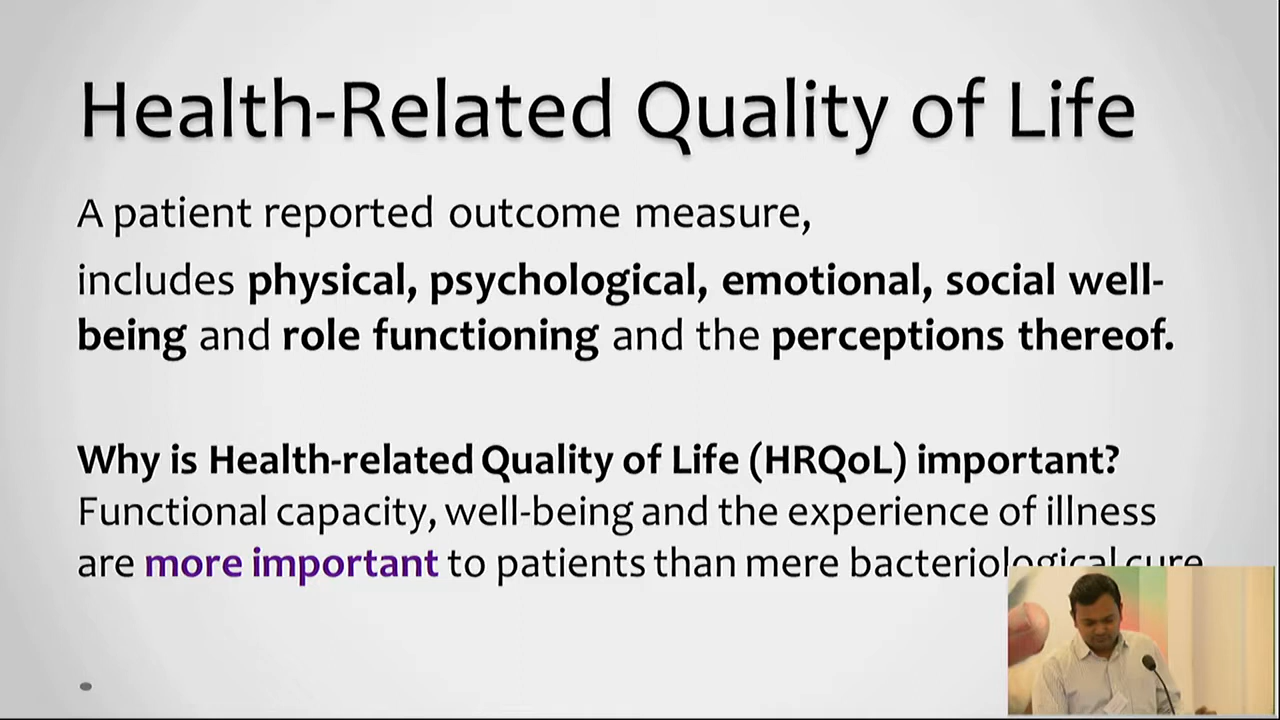 Health-Related Quality of Life
A patient reported outcome measure,
includes physical, psychological, emotional, social well-
being and role functioning and the perceptions thereof.
Why is Health-related Quality of Life (HRQoL) important?
Functional capacity, well-being and the experience of illness
are more important to patients than mere bacteriological cure